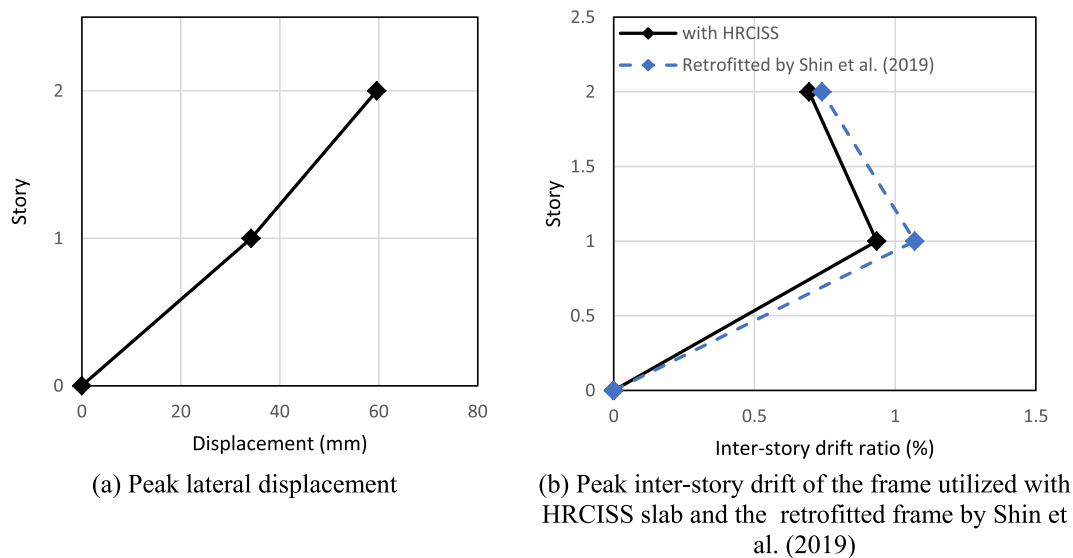 2
1
0
Story
0 20 40 60 80
Displacement (mm)
(a) Peak lateral displacement
2.5
2
1.5
1
0.5
0
Story
with HRCISS
Retrofitted by Shin et al. (2019)
0 0.5 1 1.5
Inter-story drift ratio (%)
(b) Peak inter-story drift of the frame utilized with
HRCISS slab and the retrofitted frame by Shin et
al. (2019)